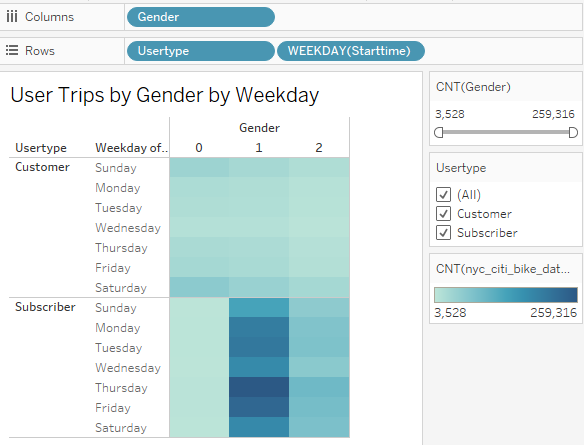 Columns Gender
Rows Usertype WEEKDAY(Starttime)
User Trips by Gender by Weekday
Gender
Usertype Weekday of.. 0 1 2
Customer Sunday
Monday
Tuesday
Wednesday
Thursday
Friday
Saturday
Subscriber Sunday
Monday
Tuesday
Wednesday
Thursday
Friday
Saturday
CNT(Gender)
3,528 259,316
Usertype
(All)
Customer
Subscriber
CNT(nyc_citi_bike_dat...
3,528 259,316